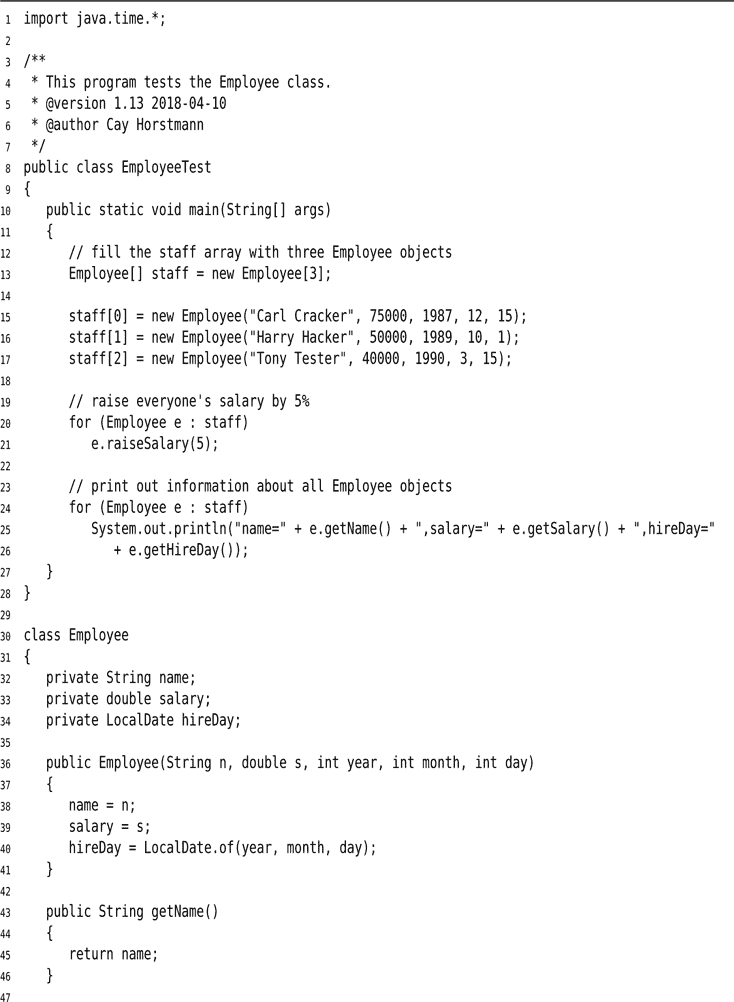 1 import java.time.*;
2
3 /**
4  * This program tests the Employee class.
5  * @version 1.13 2018-04-10
6  * @author Cay Horstmann
7  */
8 public class EmployeeTest
9 {
10    public static void main(String[] args)
11    {
12       // fill the staff array with three Employee objects
13       Employee[] staff = new Employee[3];
14
15       staff[0] = new Employee("Carl Cracker", 75000, 1987, 12, 15);
16       staff[1] = new Employee("Harry Hacker", 50000, 1989, 10, 1);
17       staff[2] = new Employee("Tony Tester", 40000, 1990, 3, 15);
18
19       // raise everyone's salary by 5%
20       for (Employee e : staff)
21          e.raiseSalary(5);
22
23       // print out information about all Employee objects
24       for (Employee e : staff)
25          System.out.println("name=" + e.getName() + ",salary=" + e.getSalary() + ",hireDay="
26             + e.getHireDay());
27    }
28 }
29
30 class Employee
31 {
32    private String name;
33    private double salary;
34    private LocalDate hireDay;
35
36    public Employee(String n, double s, int year, int month, int day)
37    {
38       name = n;
39       salary = s;
40       hireDay = LocalDate.of(year, month, day);
41    }
42
43    public String getName()
44    {
45       return name;
46    }
47